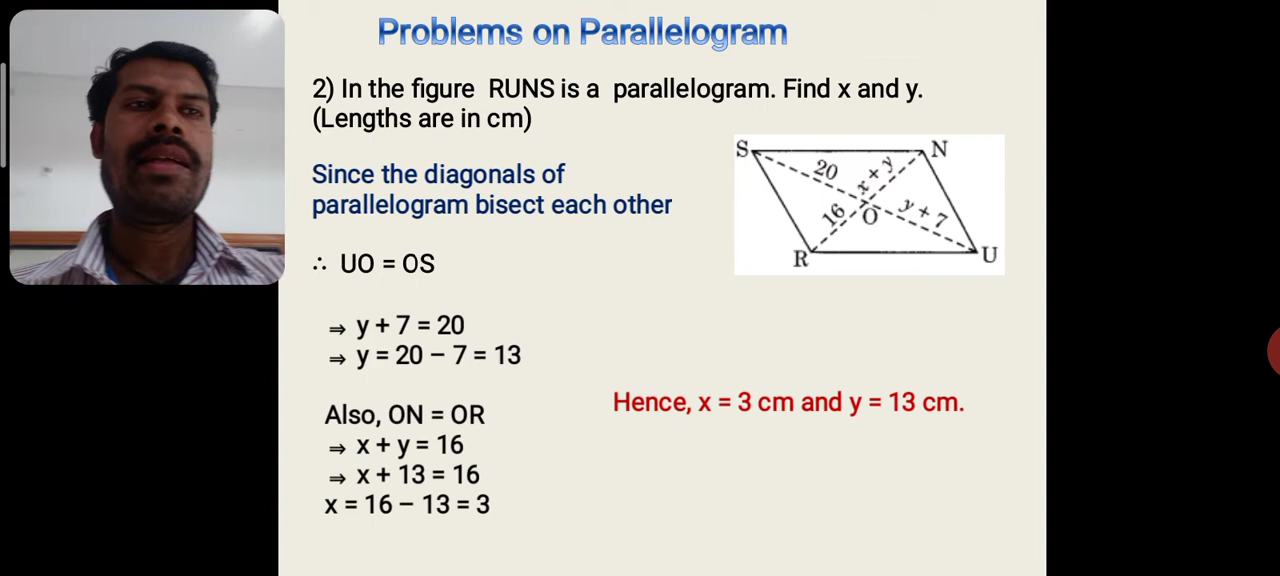 Problems on Parallelogram
2) In the figure RUNS is a parallelogram. Find x and y.
(Lengths are in cm)
Since the diagonals of
parallelogram bisect each other
∴ UO = OS
⇒ y + 7 = 20
⇒ y = 20 – 7 = 13
Also, ON = OR
⇒ x + y = 16
⇒ x + 13 = 16
x = 16 – 13 = 3
S
N
20
x + y
16
O
y + 7
R
U
Hence, x = 3 cm and y = 13 cm.